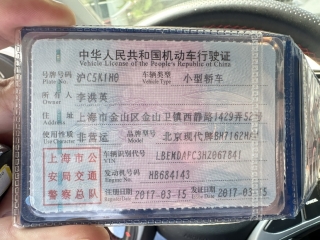 中华人民共和国机动车行驶证
Vehicle License of the People's Republic of China
号牌号码 沪C5K1H0 车辆类型 小型轿车
Plate No. Vehicle Type
所有人 李洪英
Owner
住址 上海市金山区金山卫镇西静路1429弄52号
Address
使用性质 非营运 品牌型号 北京现代牌BH7162MZ
Use Character Model
上海市公安局交通警察总队
车辆识别代号 LBEMDAFC3HZ067841
VIN
发动机号码 HB684143
Engine No.
注册日期 2017-03-15 发证日期 2017-03-15